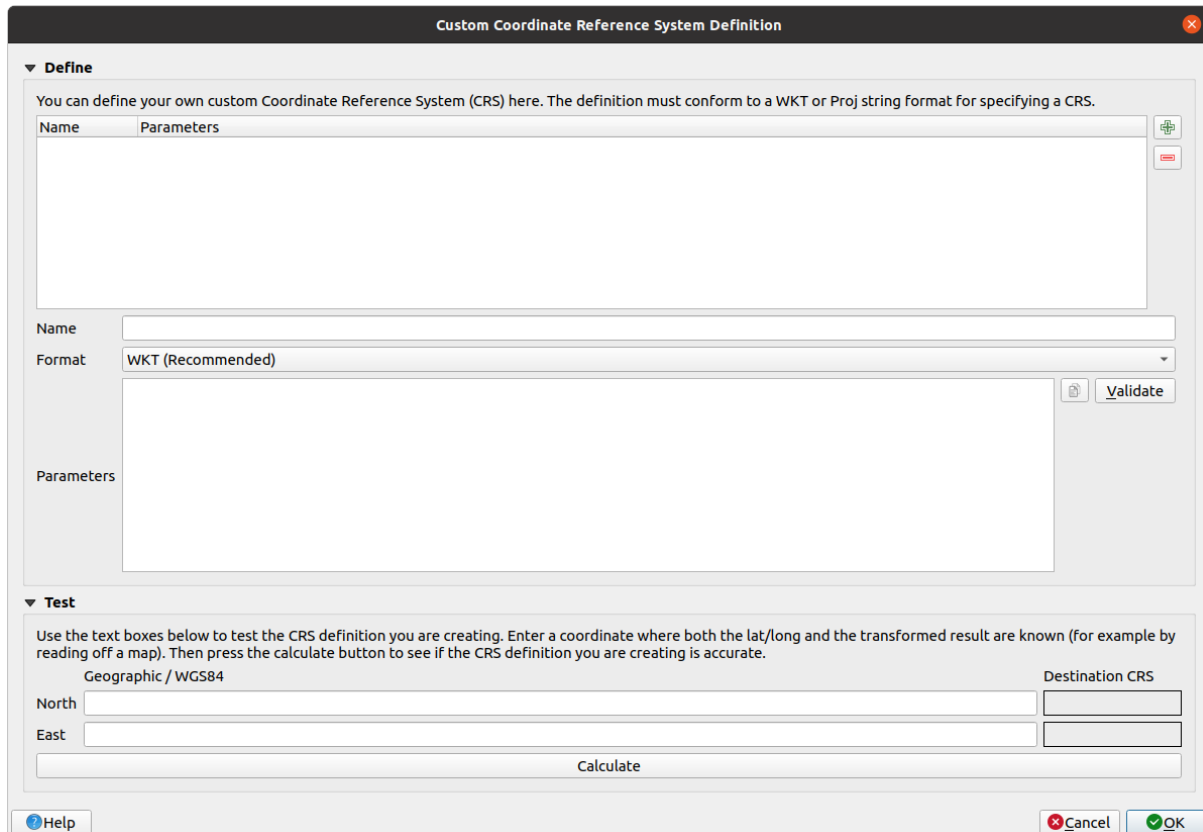 Custom Coordinate Reference System Definition
Define
You can define your own custom Coordinate Reference System (CRS) here. The definition must conform to a WKT or Proj string format for specifying a CRS.
Name Parameters
Name
Format WKT (Recommended)
Validate
Parameters
Test
Use the text boxes below to test the CRS definition you are creating. Enter a coordinate where both the lat/long and the transformed result are known (for example by
reading off a map). Then press the calculate button to see if the CRS definition you are creating is accurate.
Geographic / WGS84 Destination CRS
North
East
Calculate
Help Cancel OK